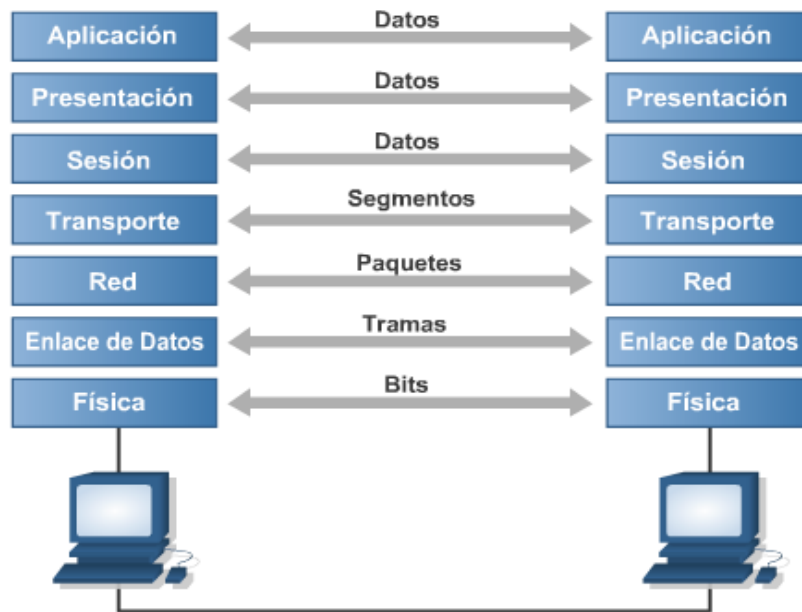 Aplicación Datos Aplicación
Presentación Datos Presentación
Sesión Datos Sesión
Transporte Segmentos Transporte
Red Paquetes Red
Enlace de Datos Tramas Enlace de Datos
Física Bits Física